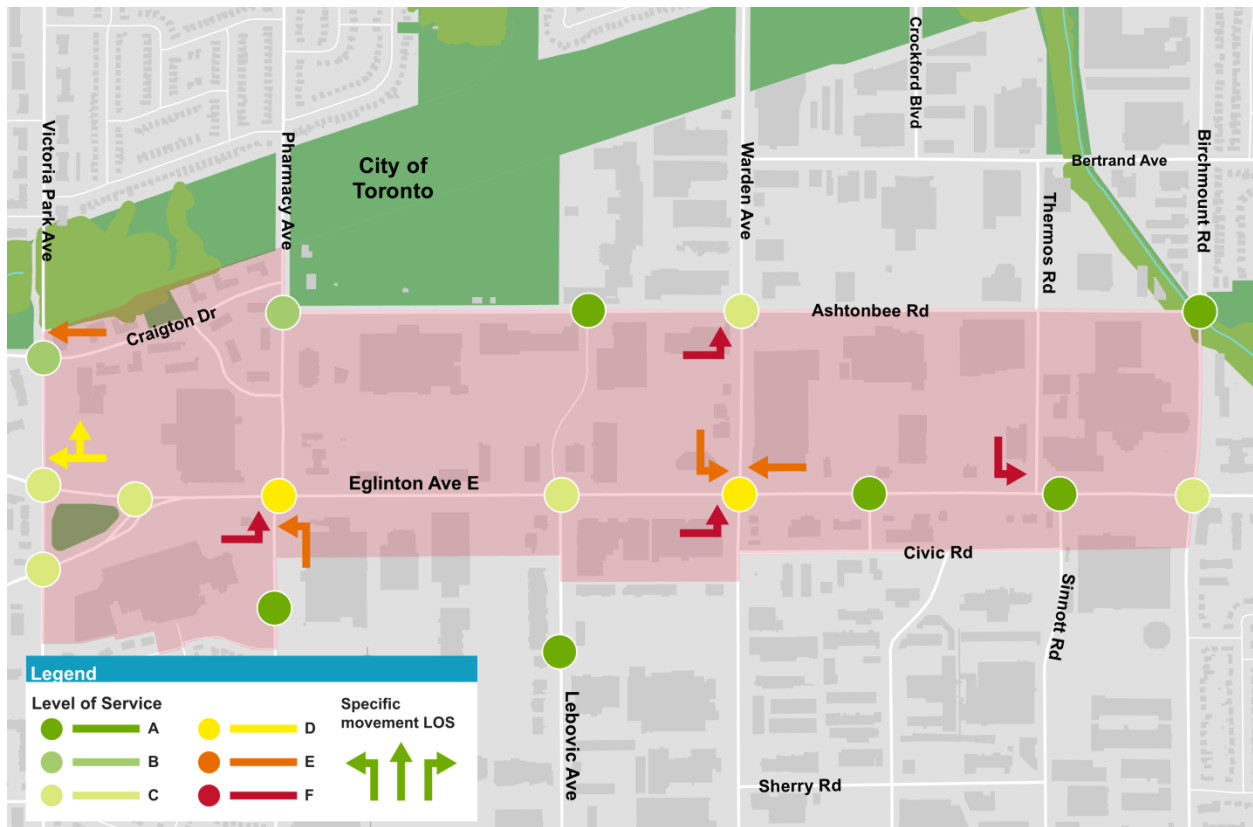 Crockford Blvd
Victoria Park Ave
Pharmacy Ave
City of
Toronto
Warden Ave
Bertrand Ave
Birchmount Rd
Thermos Rd
Craigton Dr
Ashtonbee Rd
Eglinton Ave E
Civic Rd
Sinnott Rd
Lebovic Ave
Sherry Rd
Legend
Level of Service
A
B
C
D
E
F
Specific
movement LOS